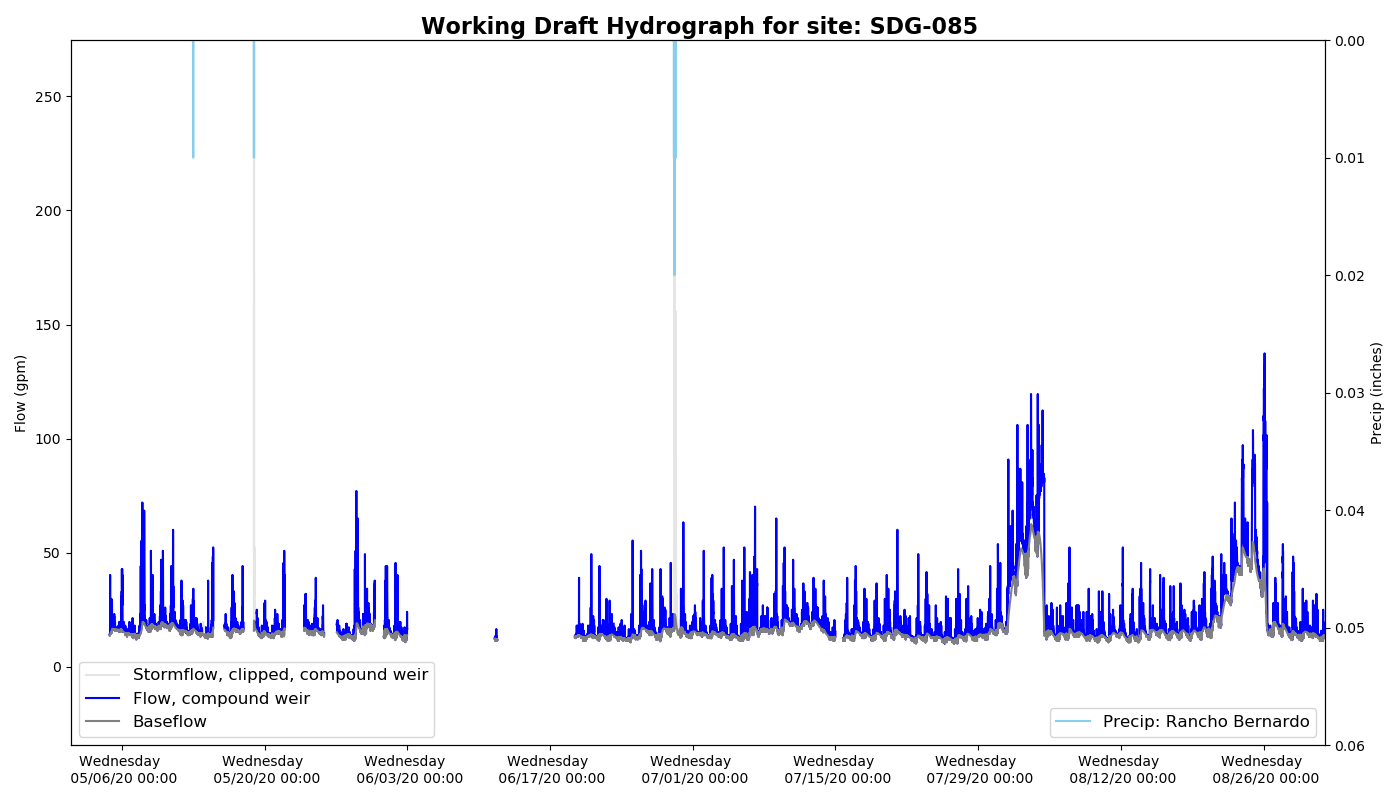 Working Draft Hydrograph for site: SDG-085
250
200
150
100
50
0
Flow (gpm)
0.00
0.01
0.02
0.03
0.04
0.05
0.06
Precip (inches)
Stormflow, clipped, compound weir
Flow, compound weir
Baseflow
Precip: Rancho Bernardo
Wednesday
05/06/20 00:00
Wednesday
05/20/20 00:00
Wednesday
06/03/20 00:00
Wednesday
06/17/20 00:00
Wednesday
07/01/20 00:00
Wednesday
07/15/20 00:00
Wednesday
07/29/20 00:00
Wednesday
08/12/20 00:00
Wednesday
08/26/20 00:00